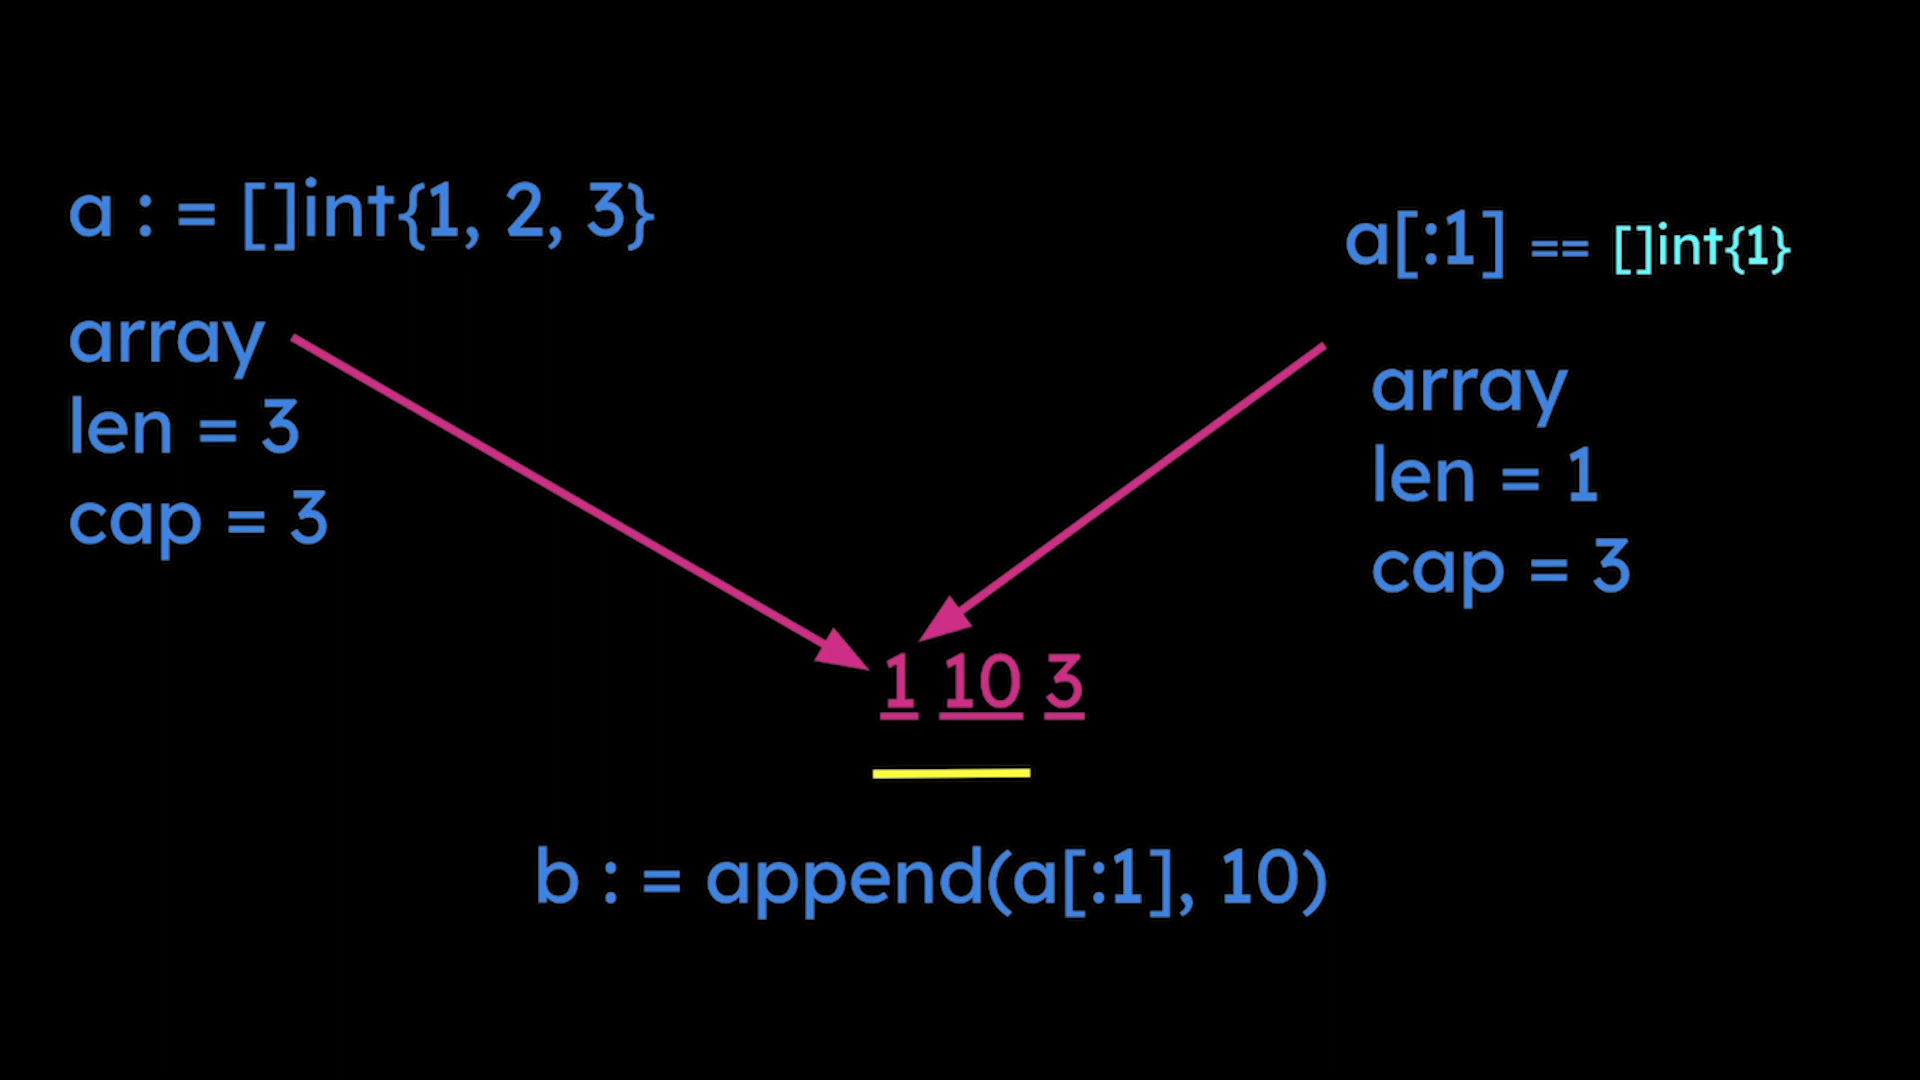 a : = []int{1, 2, 3}
array
len = 3
cap = 3
a[:1] == []int{1}
array
len = 1
cap = 3
1 10 3
b : = append(a[:1], 10)